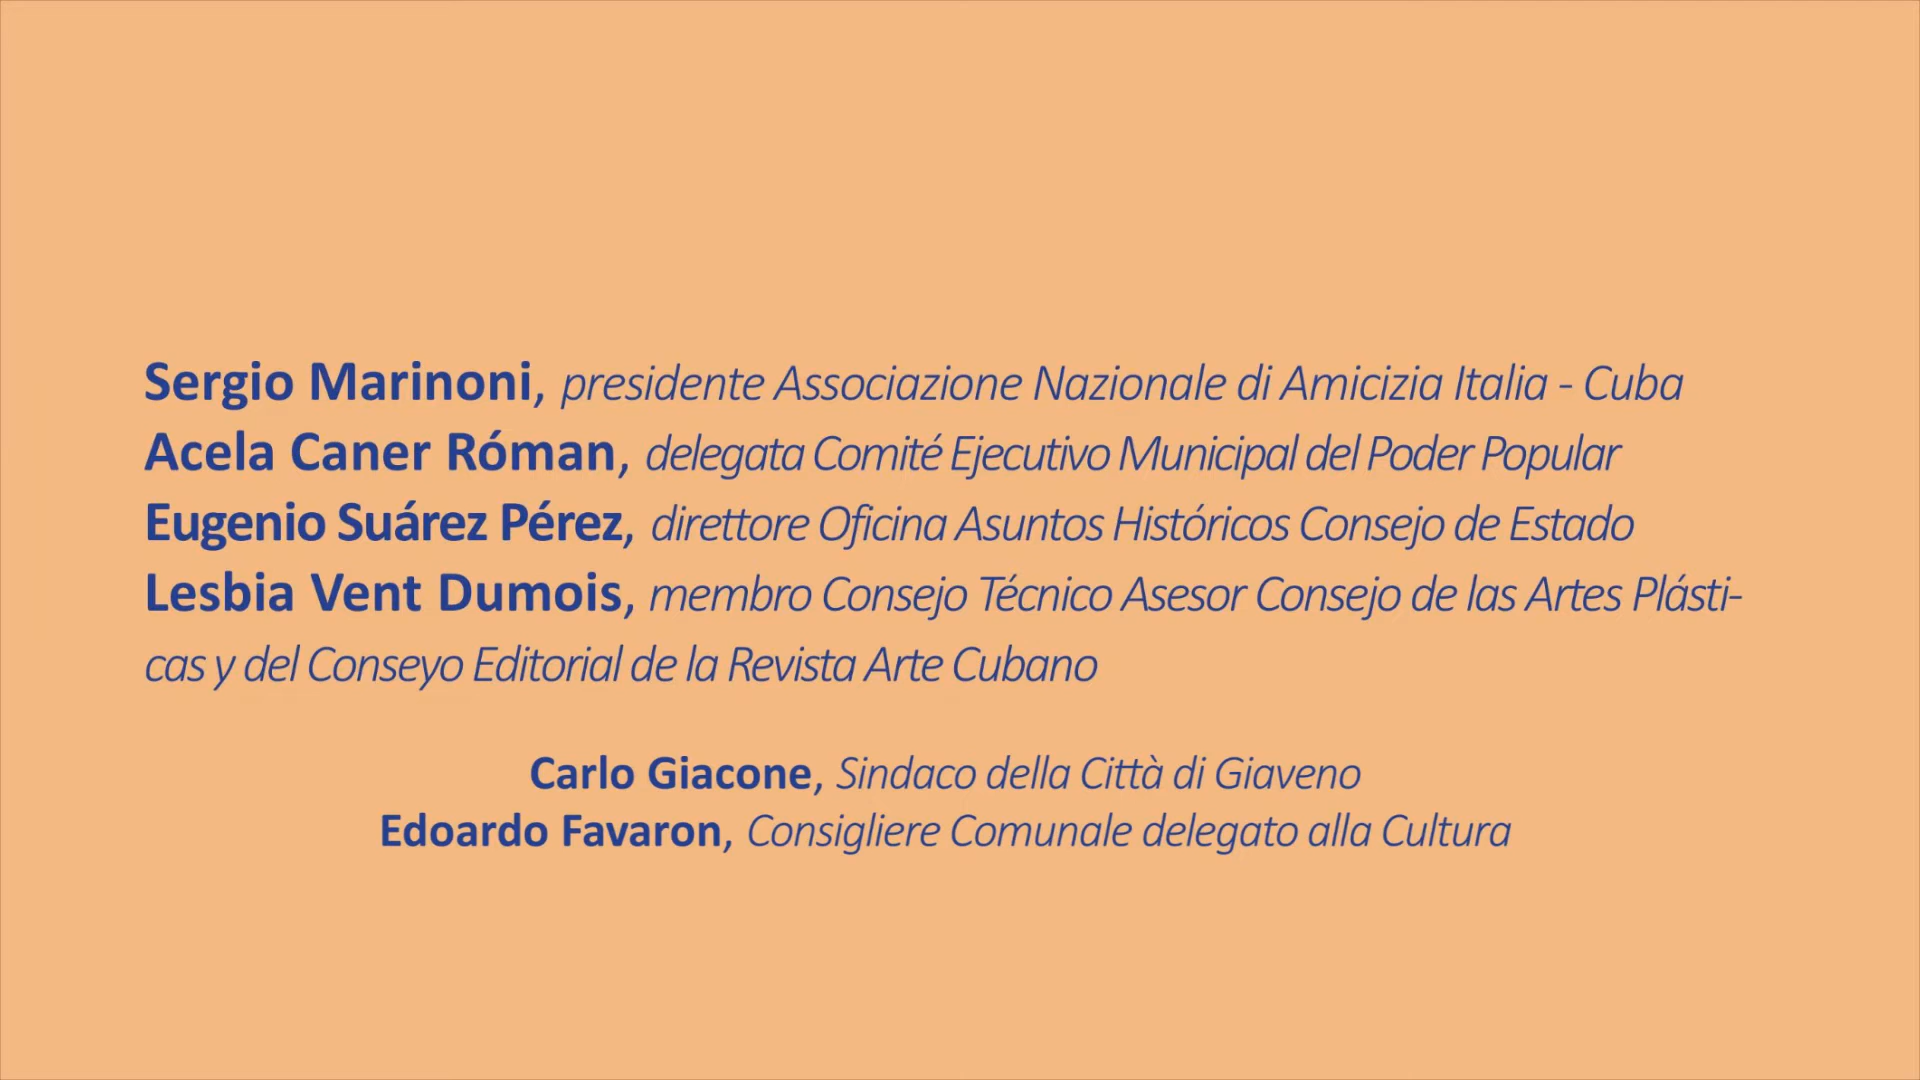 Sergio Marinoni, presidente Associazione Nazionale di Amicizia Italia - Cuba
Acela Caner Róman, delegata Comité Ejecutivo Municipal del Poder Popular
Eugenio Suárez Pérez, direttore Oficina Asuntos Históricos Consejo de Estado
Lesbia Vent Dumois, membro Consejo Técnico Asesor Consejo de las Artes Plásti-
cas y del Conseyo Editorial de la Revista Arte Cubano
Carlo Giacone, Sindaco della Città di Giaveno
Edoardo Favaron, Consigliere Comunale delegato alla Cultura